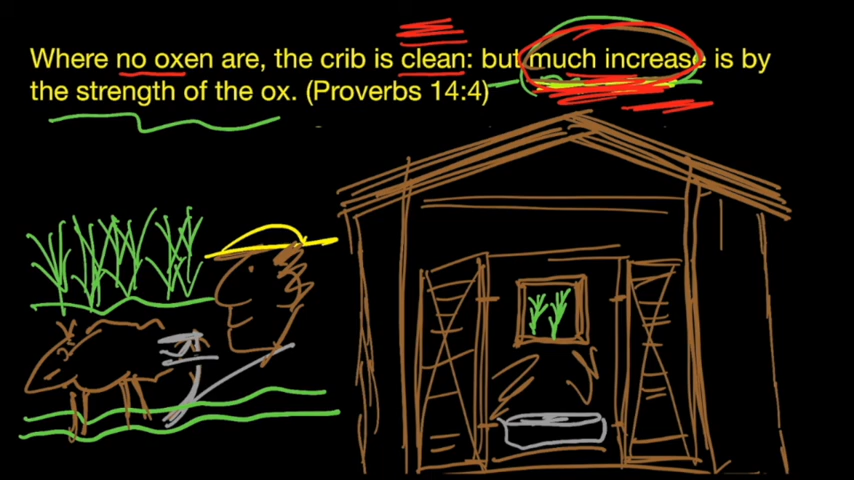 Where no oxen are, the crib is clean: but much increase is by
the strength of the ox. (Proverbs 14:4)